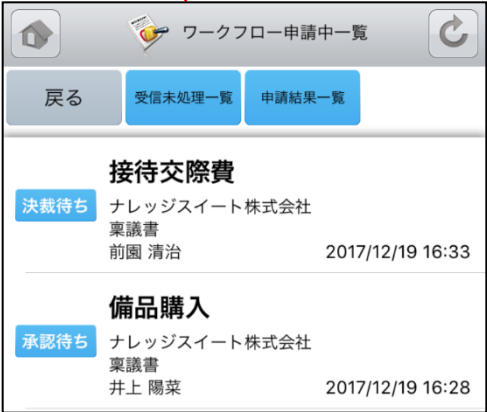 ワークフロー申請中一覧
戻る
受信未処理一覧
申請結果一覧
接待交際費
決裁待ち
ナレッジスイート株式会社
稟議書
前園 清治
2017/12/19 16:33
備品購入
承認待ち
ナレッジスイート株式会社
稟議書
井上 陽菜
2017/12/19 16:28